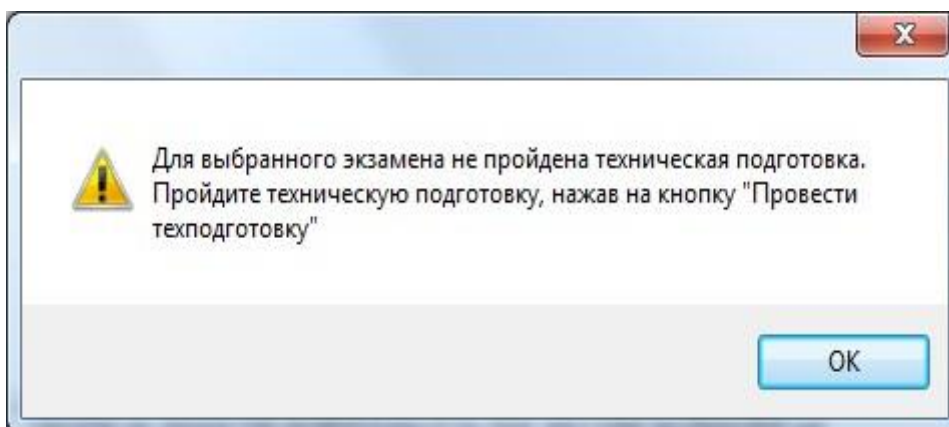 Для выбранного экзамена не пройдена техническая подготовка.
Пройдите техническую подготовку, нажав на кнопку "Провести
техподготовку"
OK